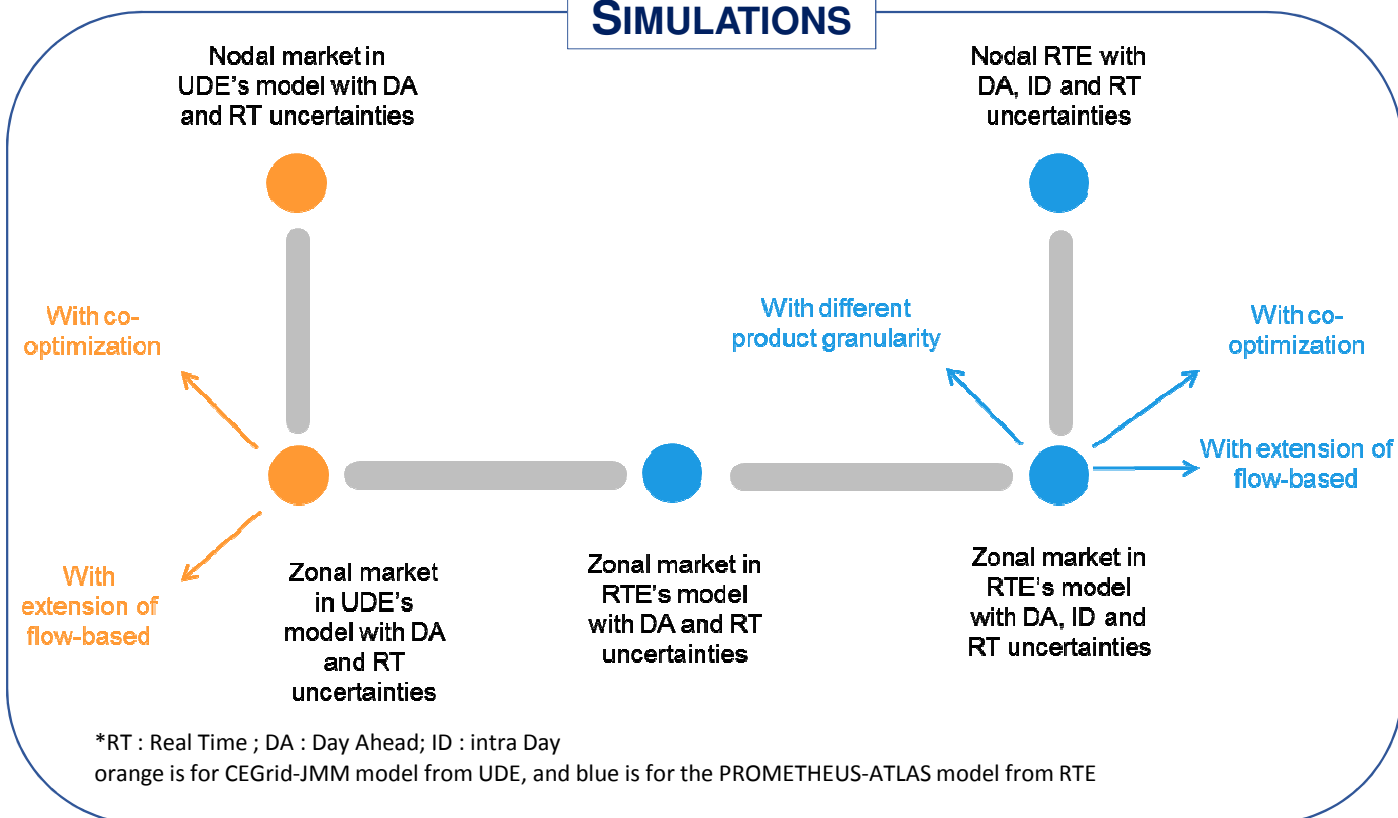 SIMULATIONS
Nodal market in
UDE's model with DA
and RT uncertainties
Nodal RTE with
DA, ID and RT
uncertainties
With co-
optimization
With different
product granularity
With co-
optimization
With extension of
flow-based
With
extension of
flow-based
Zonal market
in UDE's
model with DA
and RT
uncertainties
Zonal market in
RTE's model
with DA and RT
uncertainties
Zonal market in
RTE's model
with DA, ID and
RT uncertainties
*RT : Real Time ; DA : Day Ahead; ID : intra Day
orange is for CEGrid-JMM model from UDE, and blue is for the PROMETHEUS-ATLAS model from RTE